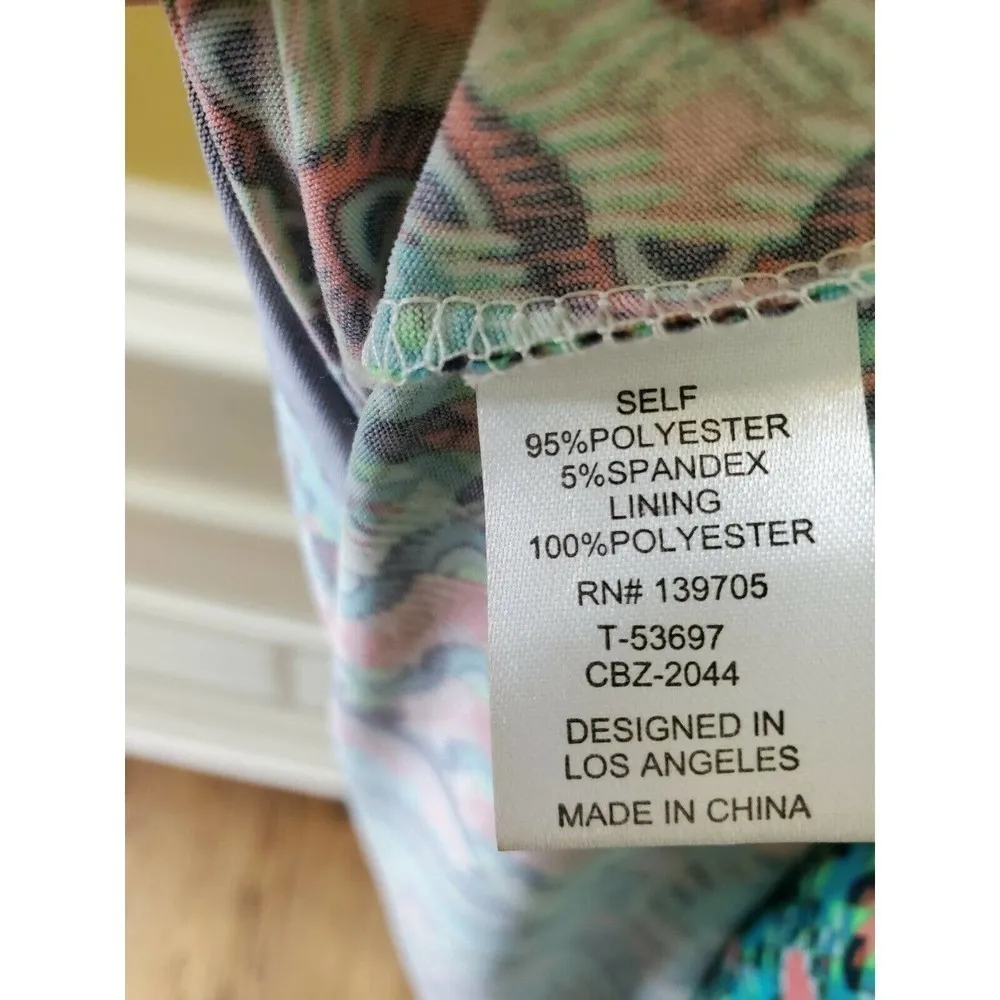 SELF
95%POLYESTER
5%SPANDEX
LINING
100%POLYESTER
RN# 139705
T-53697
CBZ-2044
DESIGNED IN
LOS ANGELES
MADE IN CHINA